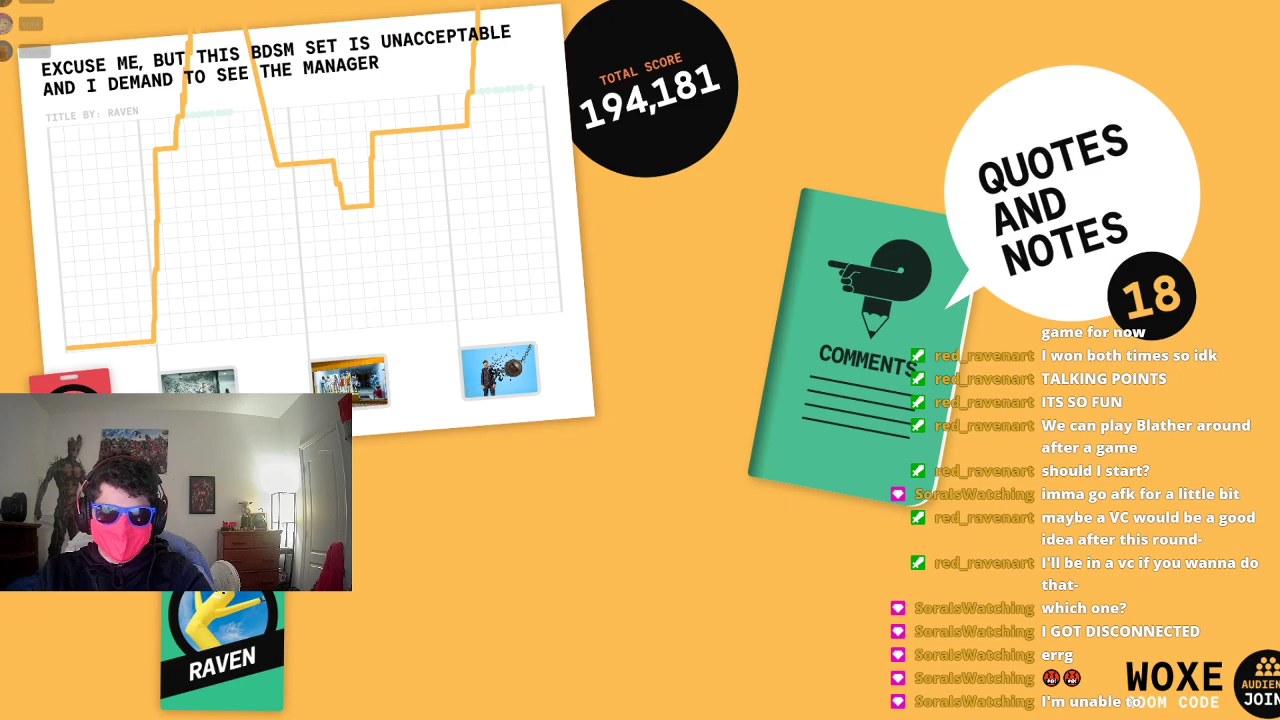 EXCUSE ME, BUT THIS BDSM SET IS UNACCEPTABLE
AND I DEMAND TO SEE THE MANAGER
TITLE BY: RAVEN
TOTAL SCORE
194,181
QUOTES
AND
NOTES
18
COMMENTS
RAVEN
game for now
red_ravenart I won both times so idk
red_ravenart TALKING POINTS
red_ravenart ITS SO FUN
red_ravenart We can play Blather around
after a game
red_ravenart should I start?
SoraIsWatching imma go afk for a little bit
red_ravenart maybe a VC would be a good
idea after this round-
red_ravenart I'll be in a vc if you wanna do
that-
SoraIsWatching which one?
SoraIsWatching I GOT DISCONNECTED
SoraIsWatching errg
SoraIsWatching
SoraIsWatching I'm unable to
WOXE
ROOM CODE
AUDIEN
JOIN